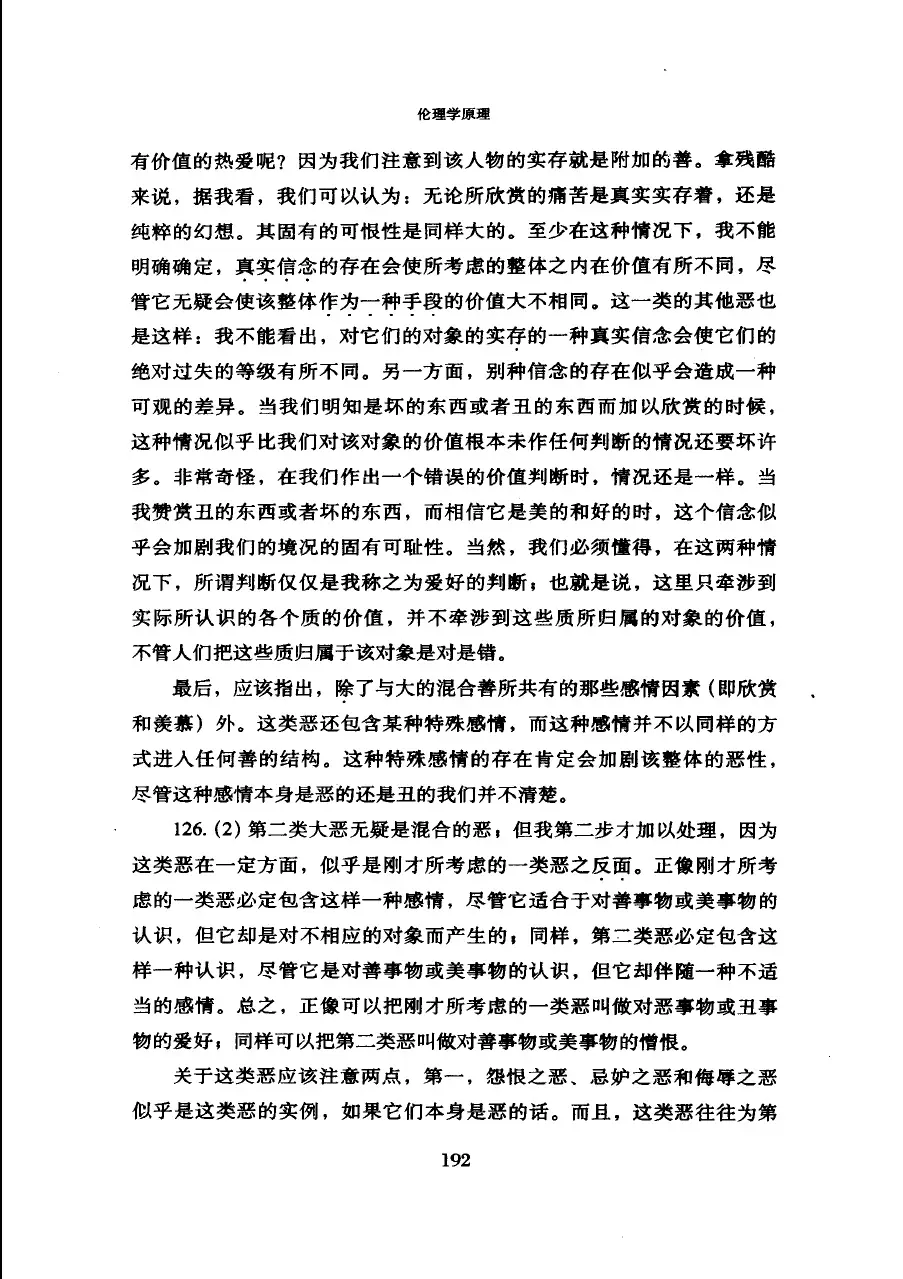 伦理学原理
有价值的热爱呢？因为我们注意到该人物的实存就是附加的善。拿残酷
来说，据我看，我们可以认为：无论所欣赏的痛苦是真实实存着，还是
纯粹的幻想。其固有的可恨性是同样大的。至少在这种情况下，我不能
明确确定，真实信念的存在会使所考虑的整体之内在价值有所不同，尽
管它无疑会使该整体作为一种手段的价值大不相同。这一类的其他恶也
是这样：我不能看出，对它们的对象的实存的一种真实信念会使它们的
绝对过失的等级有所不同。另一方面，别种信念的存在似乎会造成一种
可观的差异。当我们明知是坏的东西或者丑的东西而加以欣赏的时候，
这种情况似乎比我们对该对象的价值根本未作任何判断的情况还要坏许
多。非常奇怪，在我们作出一个错误的价值判断时，情况还是一样。当
我赞赏丑的东西或者坏的东西，而相信它是美的和好的时，这个信念似
乎会加剧我们的境况的固有可耻性。当然，我们必须懂得，在这两种情
况下，所谓判断仅仅是我称之为爱好的判断；也就是说，这里只牵涉到
实际所认识的各个质的价值，并不牵涉到这些质所归属的对象的价值，
不管人们把这些质归属于该对象是对是错。
最后，应该指出，除了与大的混合善所共有的那些感情因素（即欣赏
和羡慕）外。这类恶还包含某种特殊感情，而这种感情并不以同样的方
式进入任何善的结构。这种特殊感情的存在肯定会加剧该整体的恶性，
尽管这种感情本身是恶的还是丑的我们并不清楚。
126. (2) 第二类大恶无疑是混合的恶；但我第二步才加以处理，因为
这类恶在一定方面，似乎是刚才所考虑的一类恶之反面。正像刚才所考
虑的一类恶必定包含这样一种感情，尽管它适合于对善事物或美事物的
认识，但它却是对不相应的对象而产生的；同样，第二类恶必定包含这
样一种认识，尽管它是对善事物或美事物的认识，但它却伴随一种不适
当的感情。总之，正像可以把刚才所考虑的一类恶叫做对恶事物或丑事
物的爱好；同样可以把第二类恶叫做对善事物或美事物的憎恨。
关于这类恶应该注意两点，第一，怨恨之恶、忌妒之恶和侮辱之恶
似乎是这类恶的实例，如果它们本身是恶的话。而且，这类恶往往为第
192